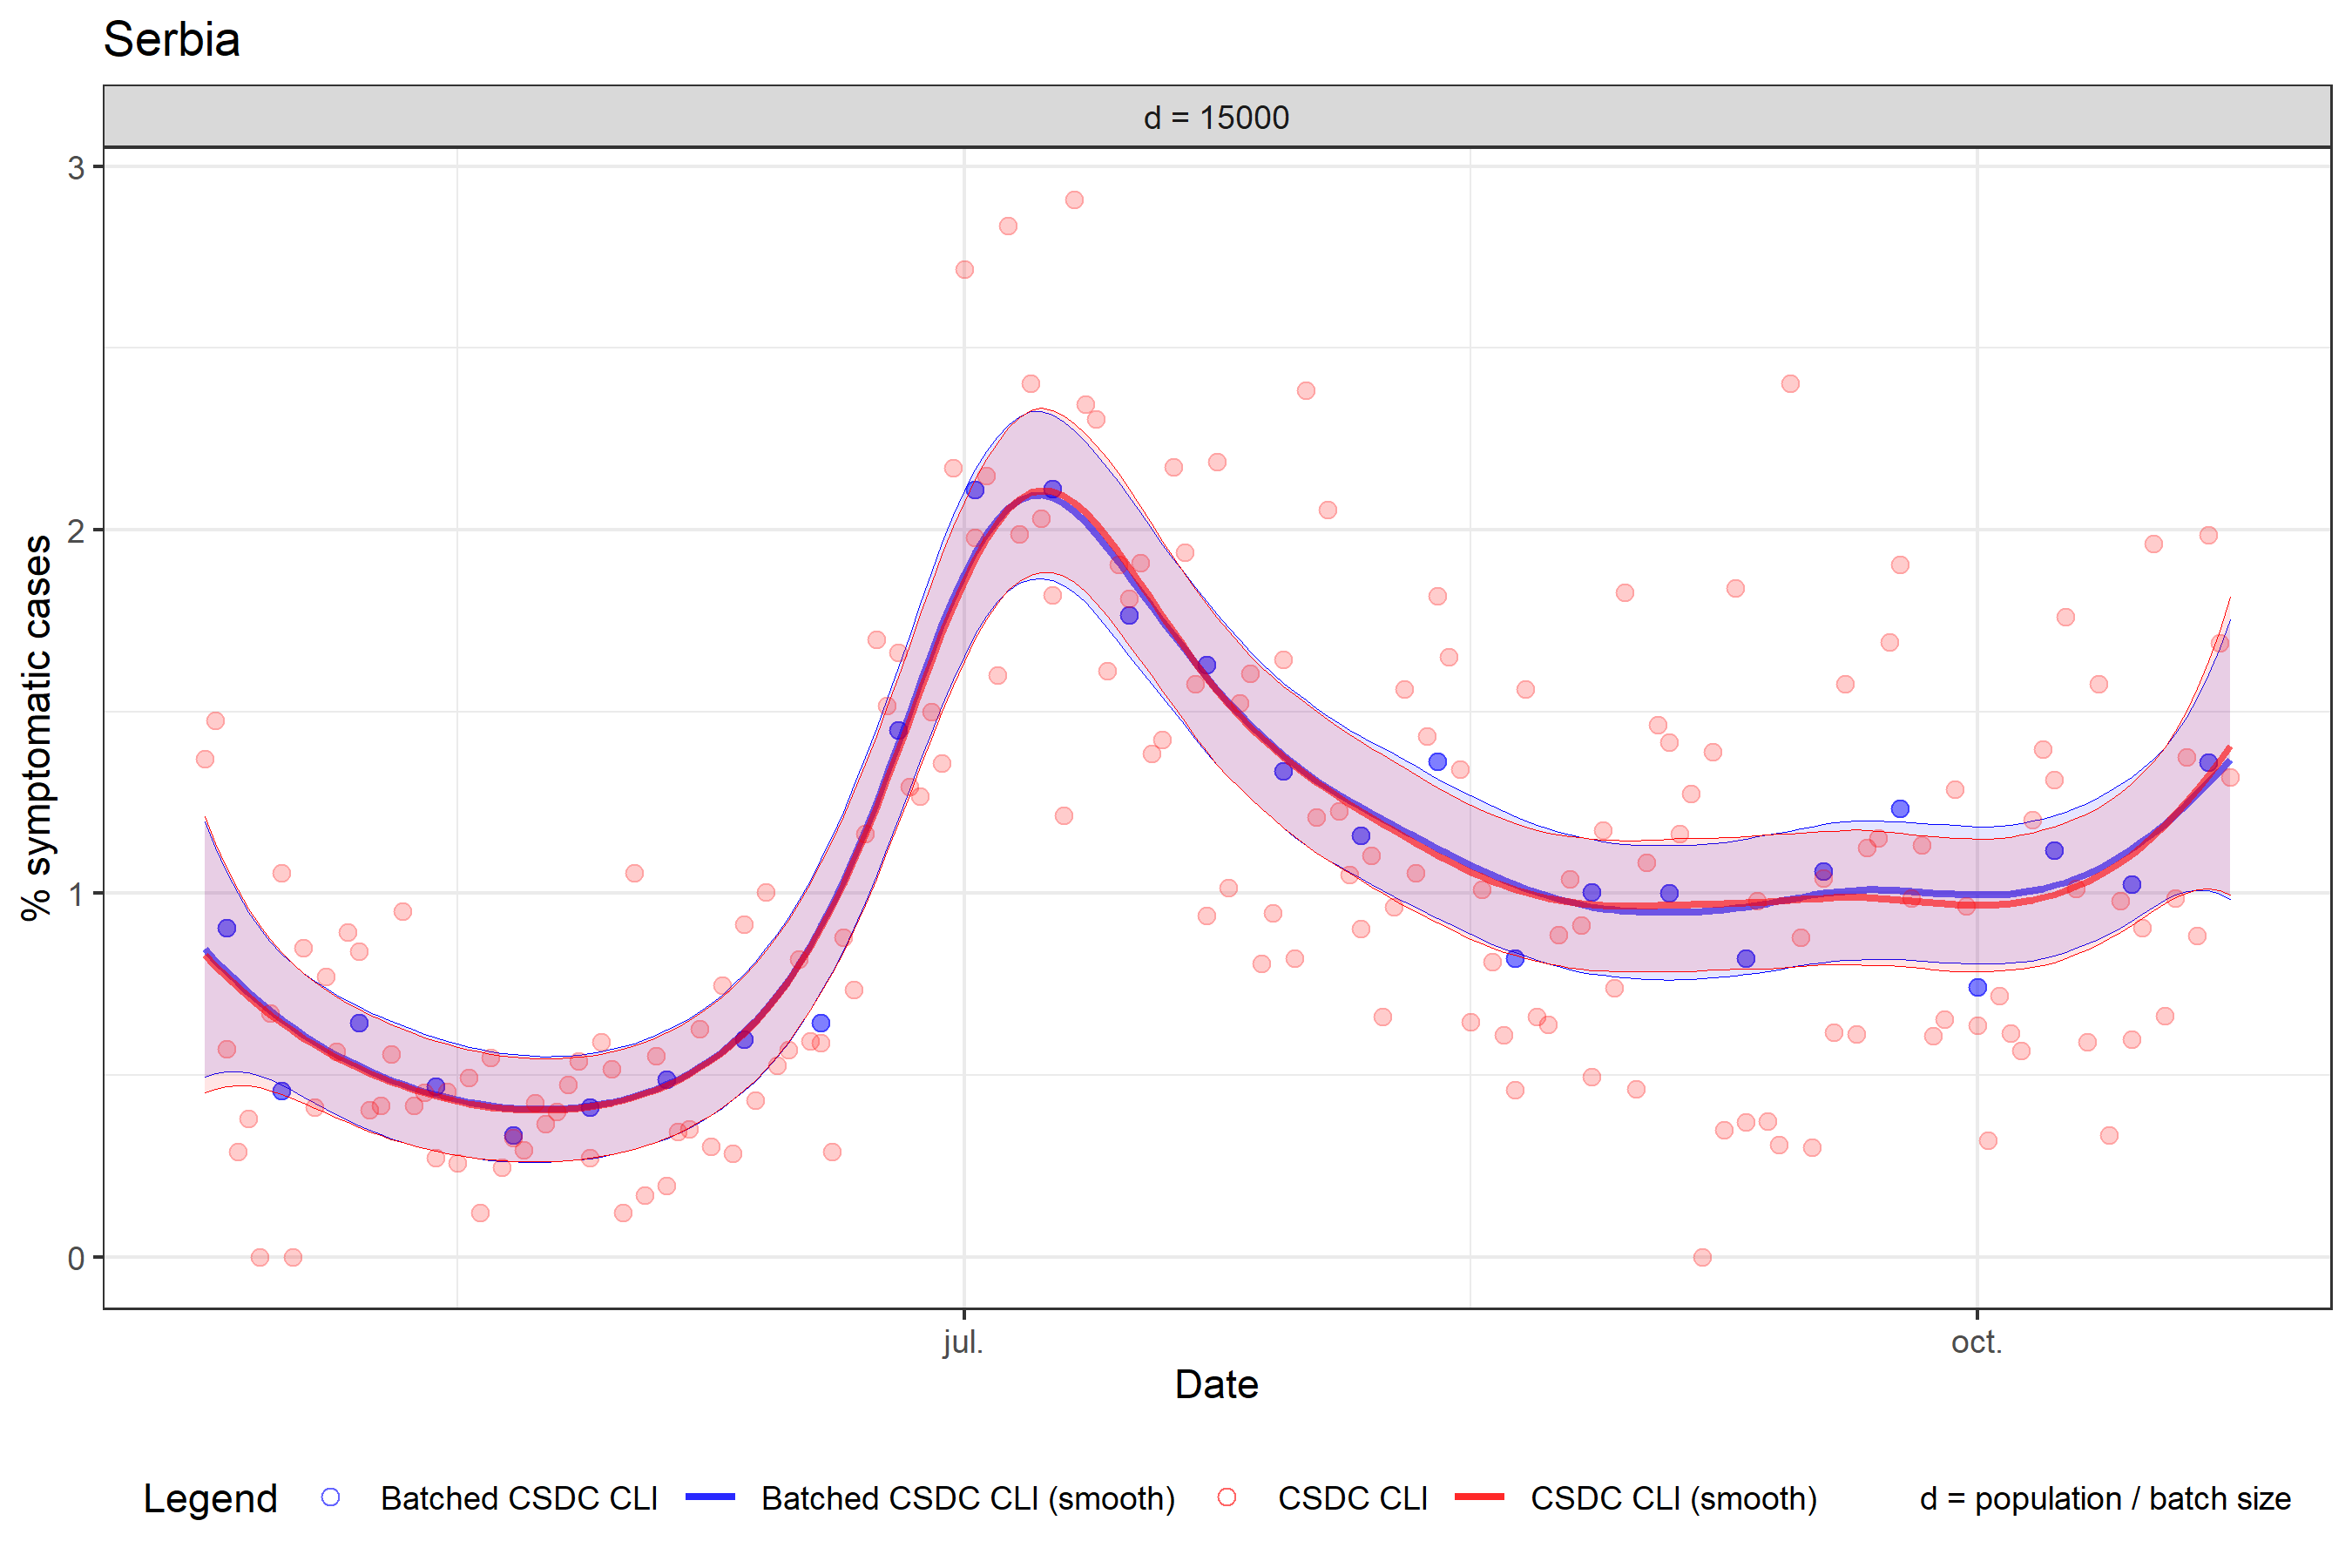 Serbia
d = 15000
3
2
1
0
% symptomatic cases
jul.
oct.
Date
Legend
Batched CSDC CLI
Batched CSDC CLI (smooth)
CSDC CLI
CSDC CLI (smooth)
d = population / batch size